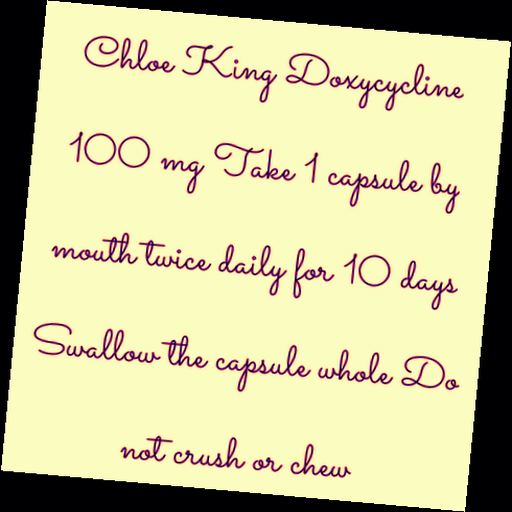 Chloe King Doxycycline
100 mg Take 1 capsule by
mouth twice daily for 10 days
Swallow the capsule whole Do
not crush or chew